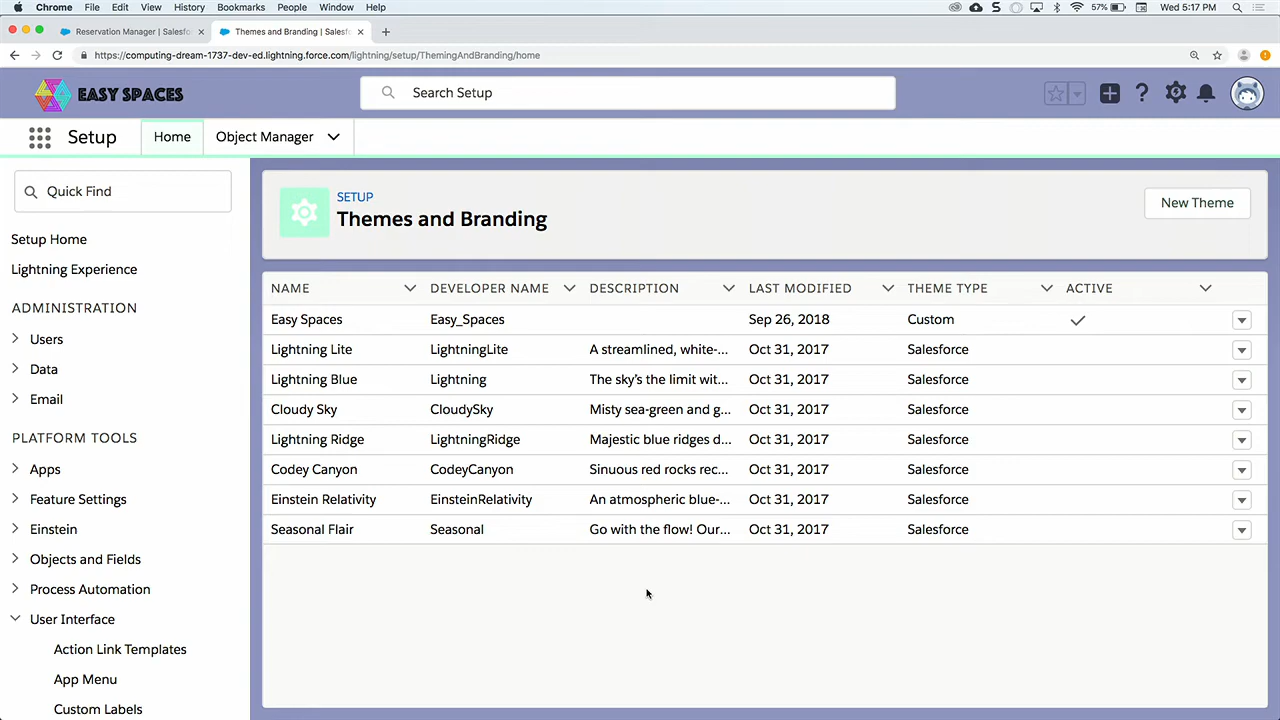 Chrome File Edit View History Bookmarks People Window Help 57% Wed 5:17 PM
Reservation Manager | Salesfo Themes and Branding | Salesf
https://computing-dream-1737-dev-ed.lightning.force.com/lightning/setup/ThemingAndBranding/home
EASY SPACES Search Setup
Setup Home Object Manager
Quick Find
Setup Home
Lightning Experience
ADMINISTRATION
Users
Data
Email
PLATFORM TOOLS
Apps
Feature Settings
Einstein
Objects and Fields
Process Automation
User Interface
Action Link Templates
App Menu
Custom Labels
SETUP
Themes and Branding
New Theme
NAME DEVELOPER NAME DESCRIPTION LAST MODIFIED THEME TYPE ACTIVE
Easy Spaces Easy_Spaces Sep 26, 2018 Custom
Lightning Lite LightningLite A streamlined, white-... Oct 31, 2017 Salesforce
Lightning Blue Lightning The sky's the limit wit... Oct 31, 2017 Salesforce
Cloudy Sky CloudySky Misty sea-green and g... Oct 31, 2017 Salesforce
Lightning Ridge LightningRidge Majestic blue ridges d... Oct 31, 2017 Salesforce
Codey Canyon CodeyCanyon Sinuous red rocks rec... Oct 31, 2017 Salesforce
Einstein Relativity EinsteinRelativity An atmospheric blue-... Oct 31, 2017 Salesforce
Seasonal Flair Seasonal Go with the flow! Our... Oct 31, 2017 Salesforce